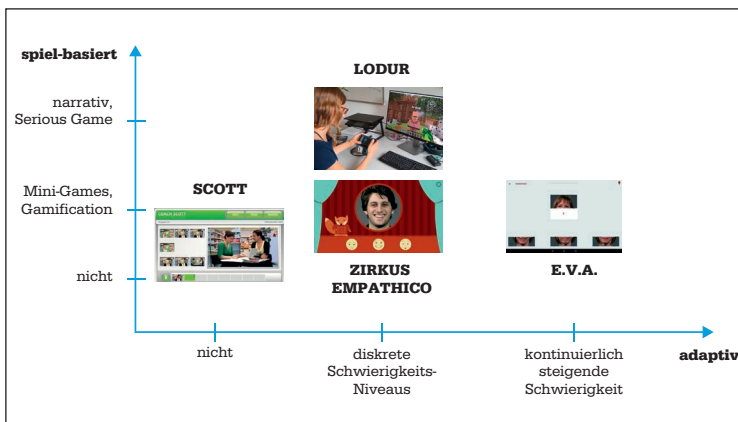 spiel-basiert
LODUR
narrativ,
Serious Game
Mini-Games,
Gamification
SCOTT
nicht
ZIRKUS
EMPATHICO
E.V.A.
nicht
diskrete
Schwierigkeits-
Niveaus
kontinuierlich
steigende
Schwierigkeit
adaptiv